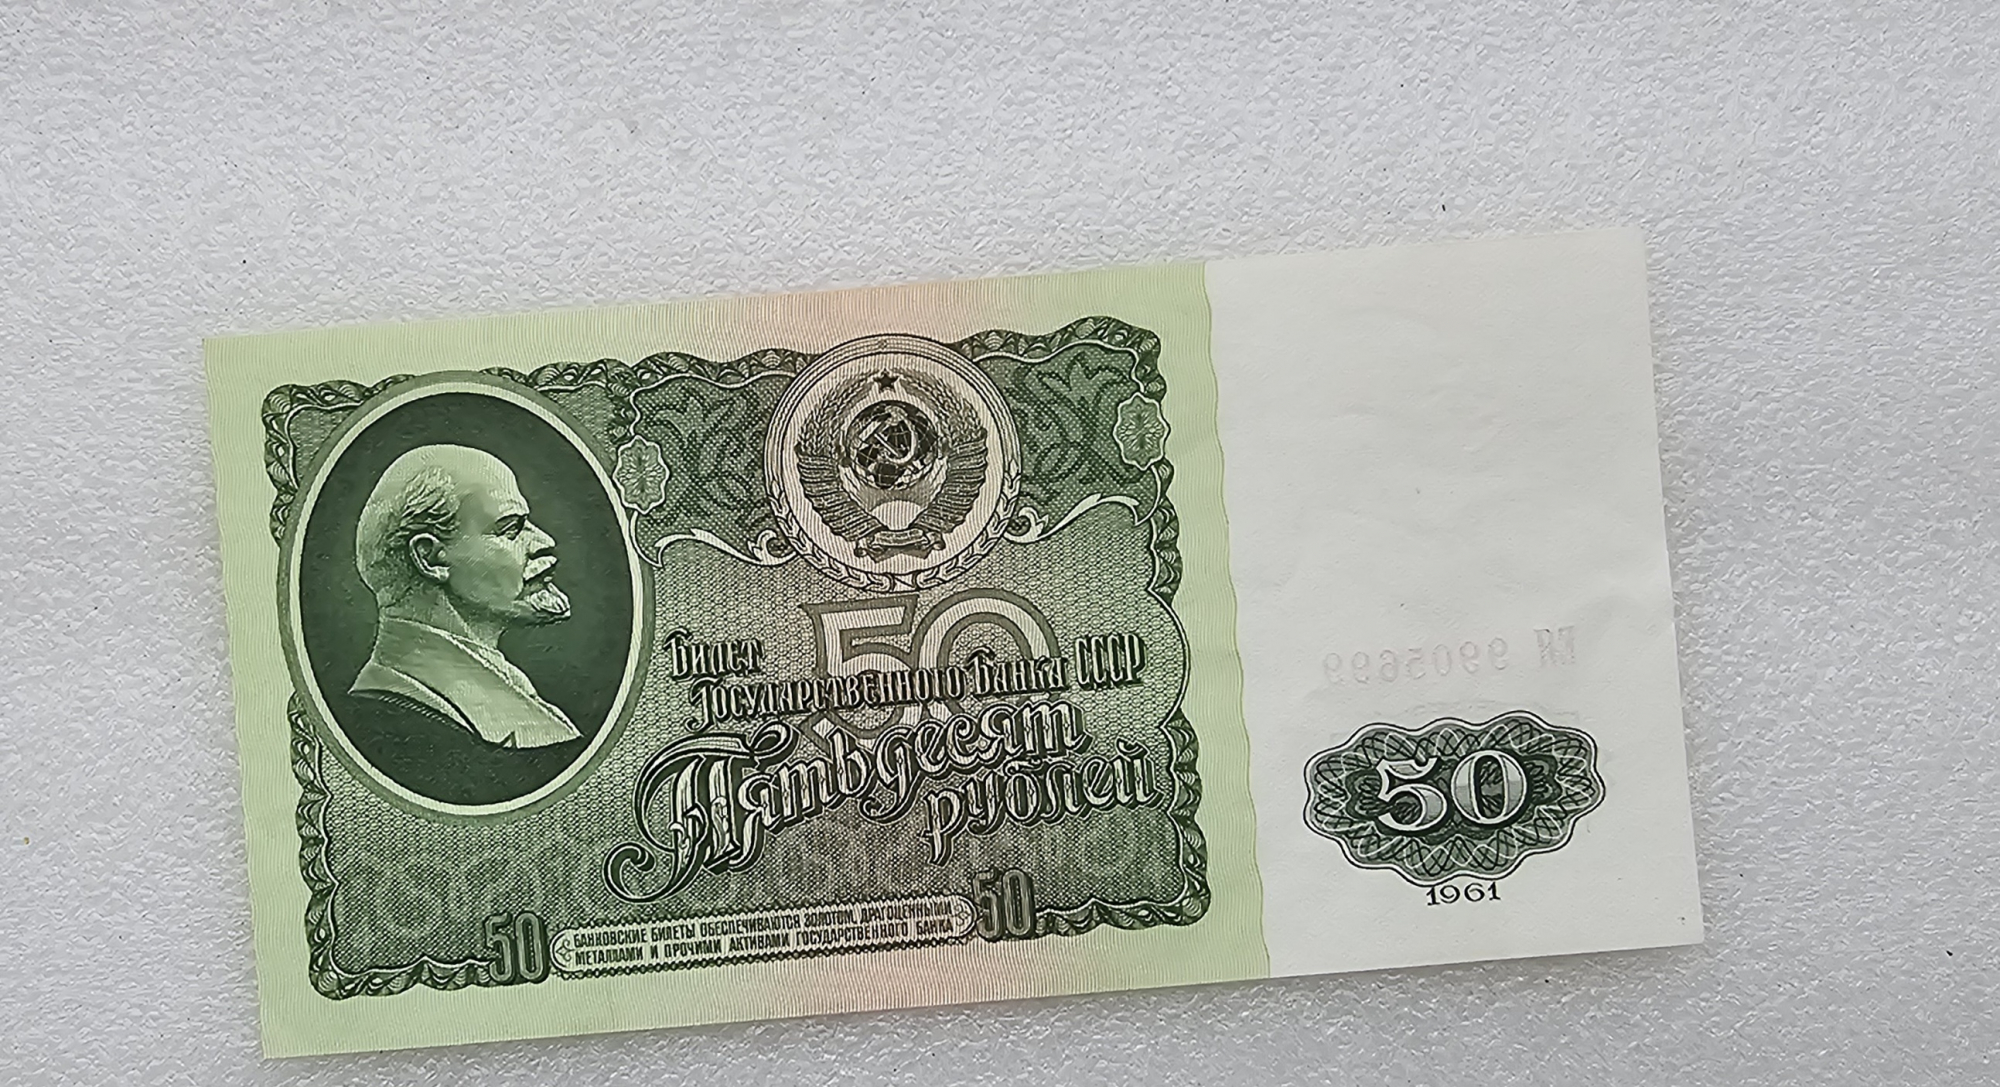 50
Билет
Государственного Банка СССР
Пятьдесят
рублей
50
БАНКОВСКИЕ БИЛЕТЫ ОБЕСПЕЧИВАЮТСЯ ЗОЛОТОМ, ДРАГОЦЕННЫМИ
МЕТАЛЛАМИ И ПРОЧИМИ АКТИВАМИ ГОСУДАРСТВЕННОГО БАНКА
50
50
1961